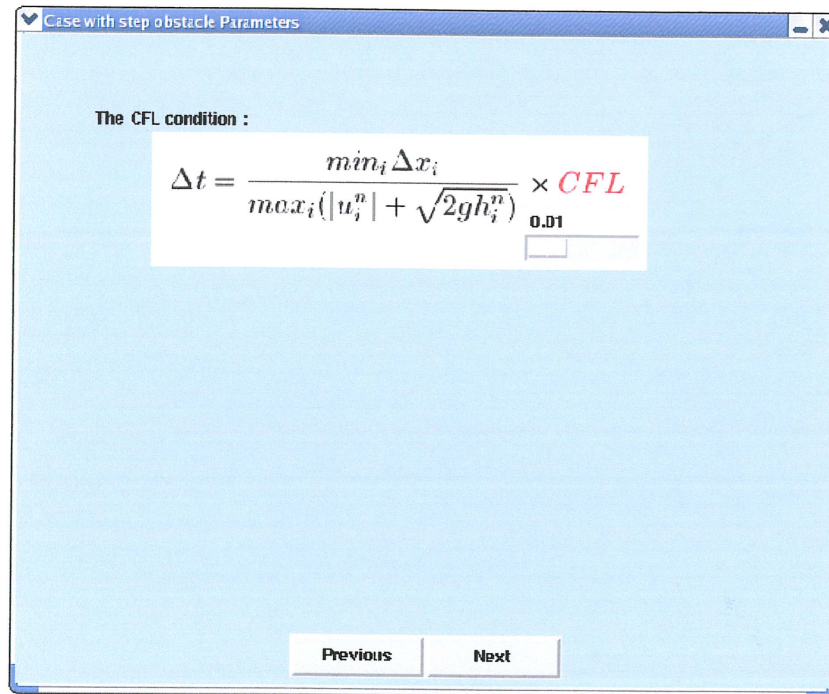 Case with step obstacle Parameters
The CFL condition :
Δt = min_i Δx_i / max_i(|u_i^n| + √(2gh_i^n)) × CFL
0.01
Previous Next